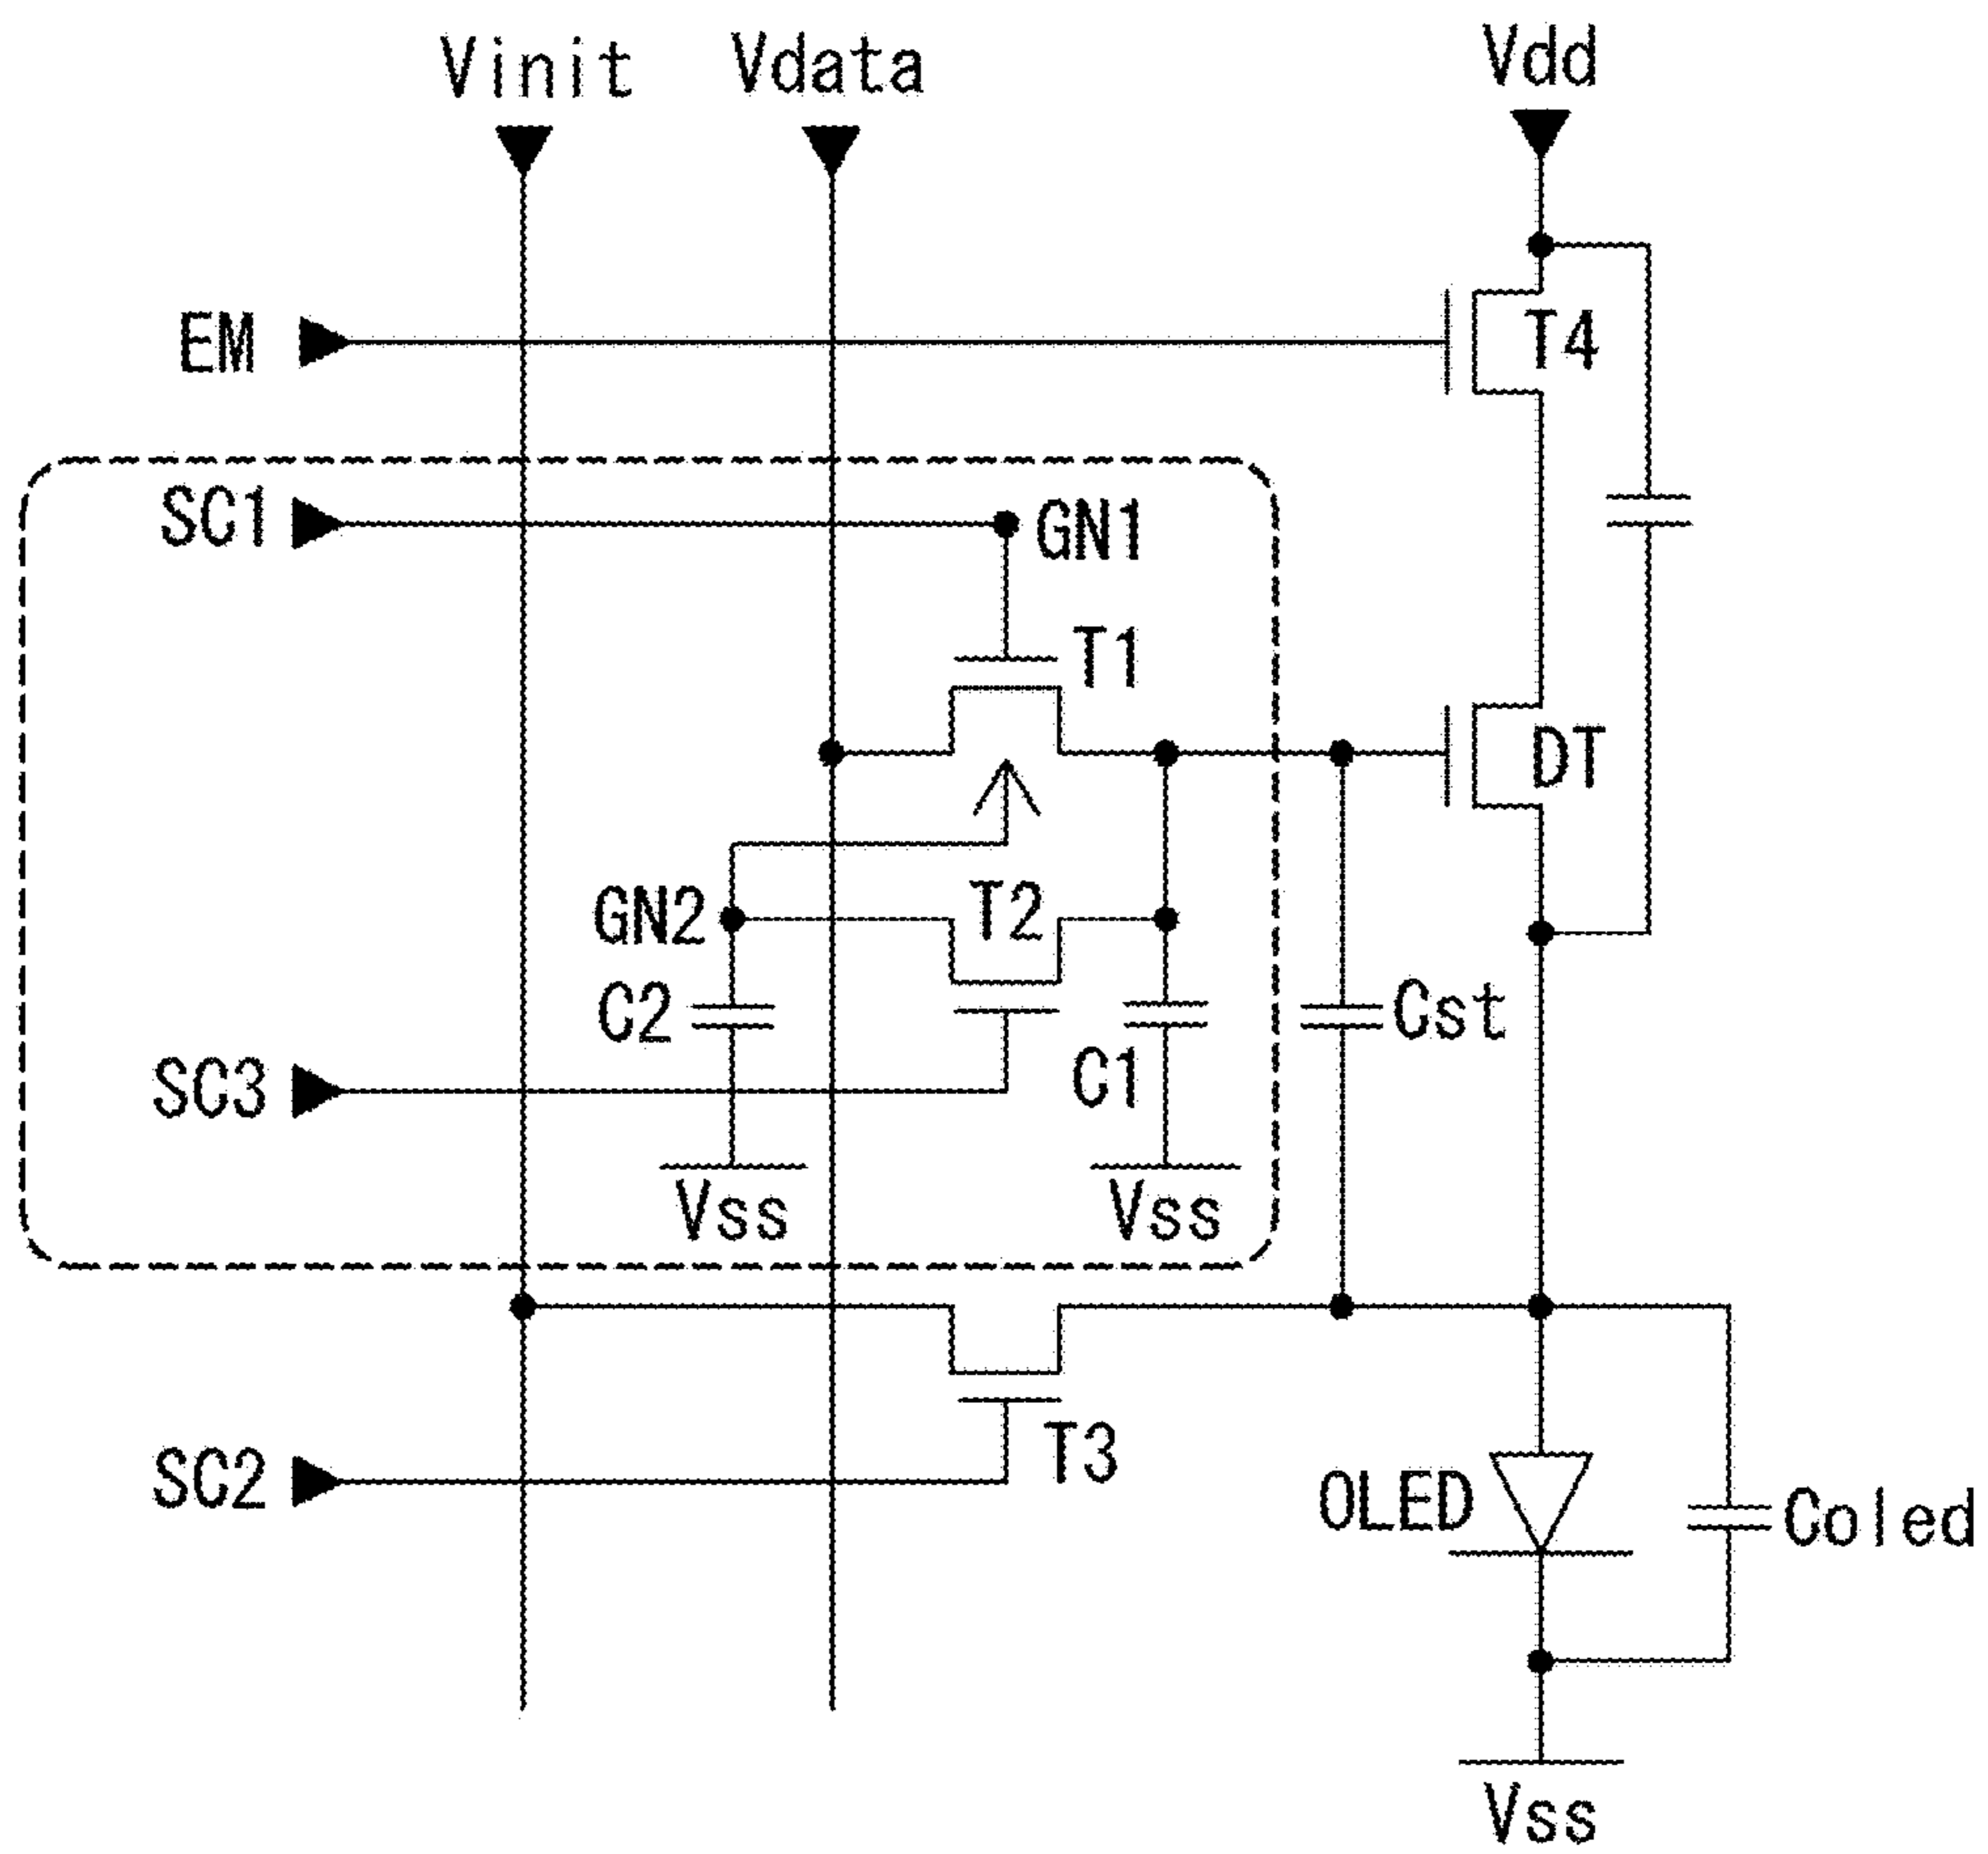 Vinit
Vdata
Vdd
EM
T4
SC1
GN1
T1
DT
GN2
T2
C2
Cst
SC3
C1
Vss
Vss
SC2
T3
OLED
Coled
Vss